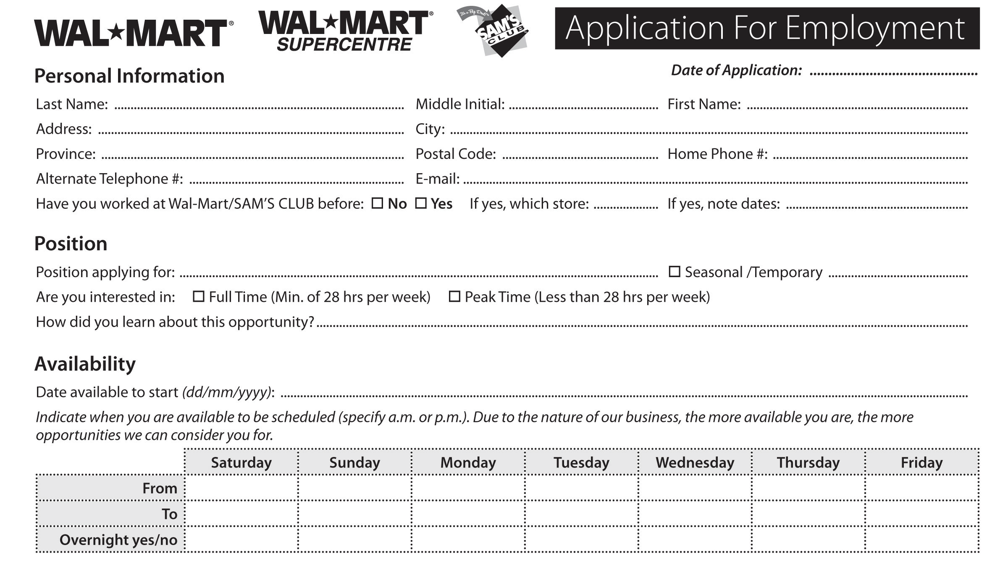 WAL★MART®
WAL★MART®
SUPERCENTRE
It's a Big Deal!™
SAM'S
CLUB™
Application For Employment
Personal Information
Date of Application: ............................................
Last Name: ............................................ Middle Initial: ............................ First Name: ............................
Address: ............................................ City: ............................................
Province: ............................................ Postal Code: ............................ Home Phone #: ............................
Alternate Telephone #: ............................................ E-mail: ............................................
Have you worked at Wal-Mart/SAM'S CLUB before: ☐ No ☐ Yes If yes, which store: .................... If yes, note dates: ............................
Position
Position applying for: ............................................ ☐ Seasonal /Temporary ............................
Are you interested in: ☐ Full Time (Min. of 28 hrs per week) ☐ Peak Time (Less than 28 hrs per week)
How did you learn about this opportunity? ............................................
Availability
Date available to start (dd/mm/yyyy): ............................................
Indicate when you are available to be scheduled (specify a.m. or p.m.). Due to the nature of our business, the more available you are, the more
opportunities we can consider you for.
Saturday Sunday Monday Tuesday Wednesday Thursday Friday
From
To
Overnight yes/no